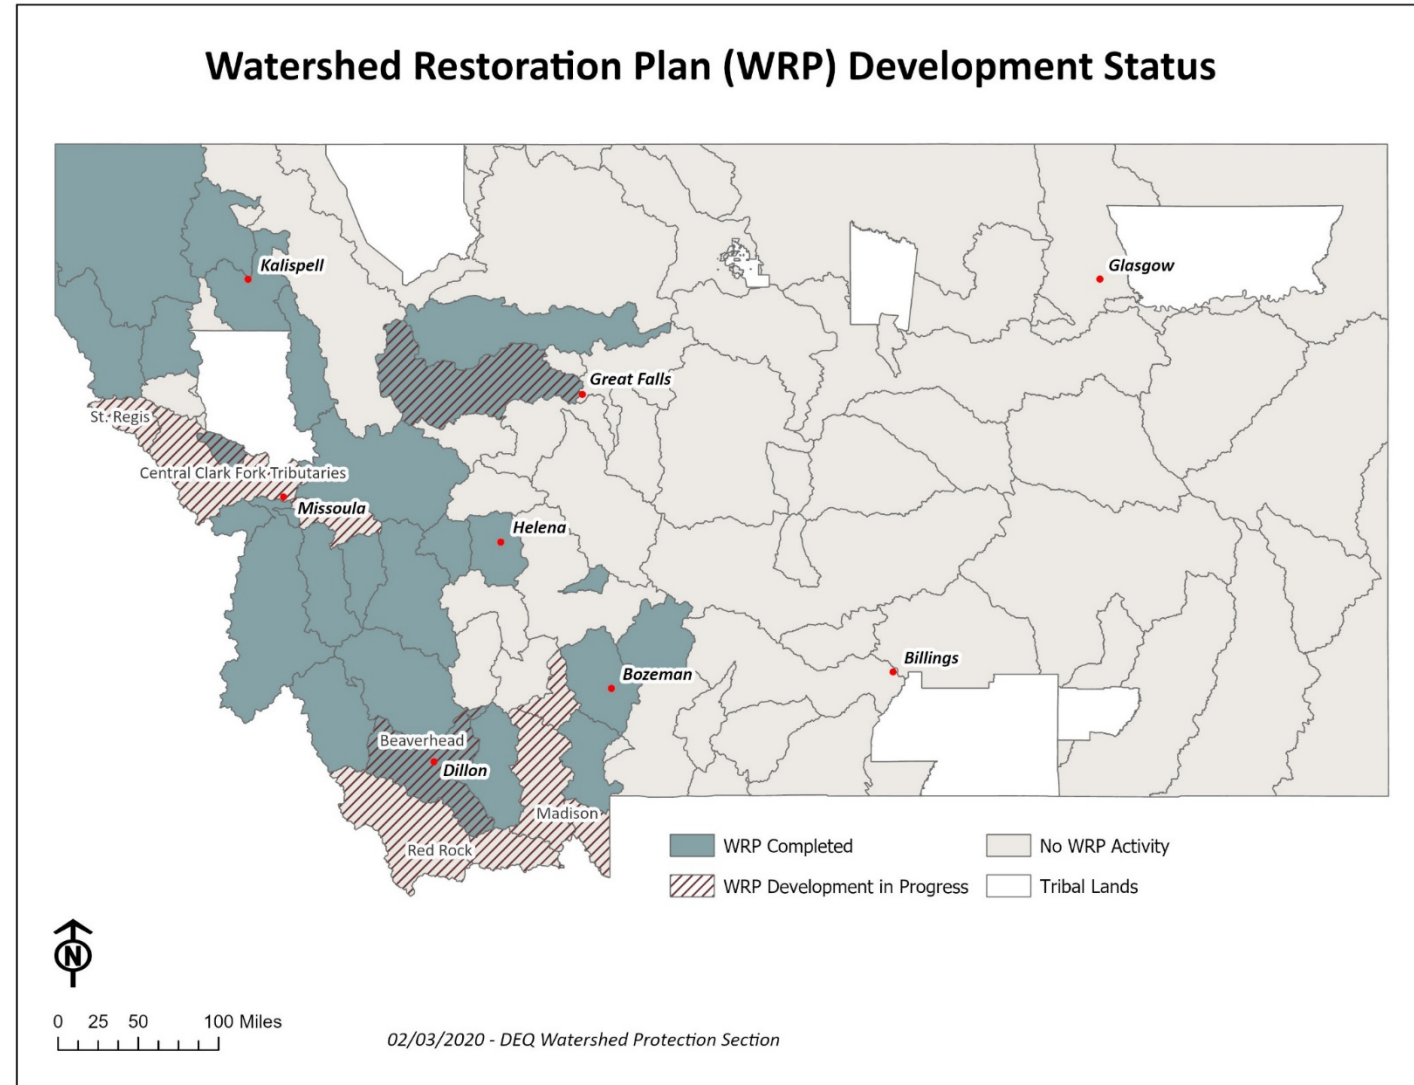 Watershed Restoration Plan (WRP) Development Status
Kalispell
Glasgow
Great Falls
St. Regis
Central Clark Fork Tributaries
Missoula
Helena
Billings
Bozeman
Beaverhead
Dillon
Madison
Red Rock
WRP Completed
No WRP Activity
WRP Development in Progress
Tribal Lands
N
0 25 50 100 Miles
02/03/2020 - DEQ Watershed Protection Section